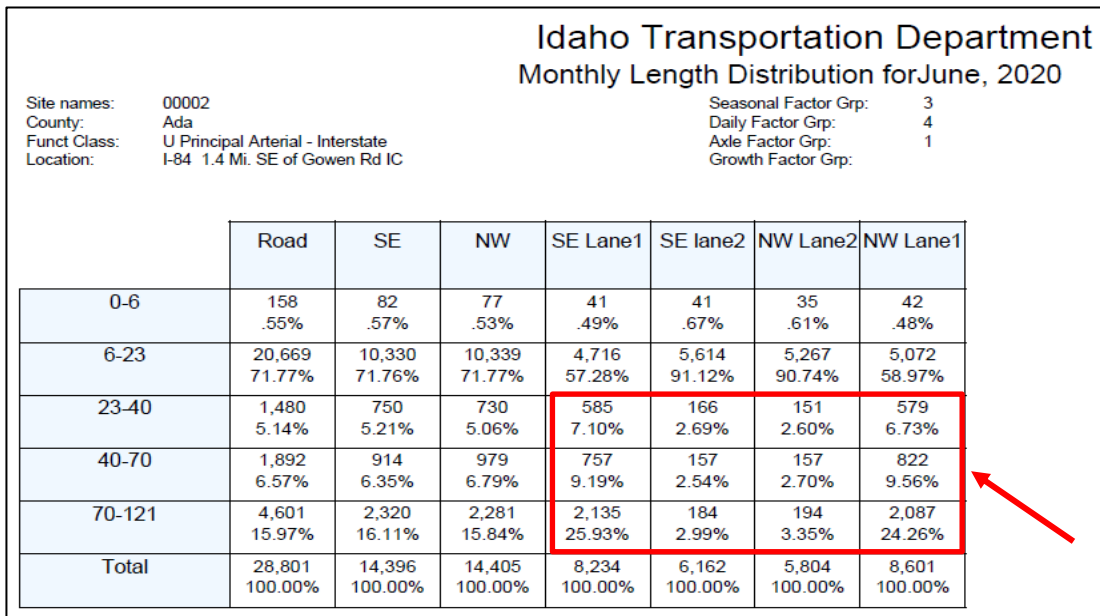 Idaho Transportation Department
Monthly Length Distribution forJune, 2020
Site names: 00002 Seasonal Factor Grp: 3
County: Ada Daily Factor Grp: 4
Funct Class: U Principal Arterial - Interstate Axle Factor Grp: 1
Location: I-84 1.4 Mi. SE of Gowen Rd IC Growth Factor Grp:
Road SE NW SE Lane1 SE lane2 NW Lane2 NW Lane1
0-6 158 82 77 41 41 35 42
.55% .57% .53% .49% .67% .61% .48%
6-23 20,669 10,330 10,339 4,716 5,614 5,267 5,072
71.77% 71.76% 71.77% 57.28% 91.12% 90.74% 58.97%
23-40 1,480 750 730 585 166 151 579
5.14% 5.21% 5.06% 7.10% 2.69% 2.60% 6.73%
40-70 1,892 914 979 757 157 157 822
6.57% 6.35% 6.79% 9.19% 2.54% 2.70% 9.56%
70-121 4,601 2,320 2,281 2,135 184 194 2,087
15.97% 16.11% 15.84% 25.93% 2.99% 3.35% 24.26%
Total 28,801 14,396 14,405 8,234 6,162 5,804 8,601
100.00% 100.00% 100.00% 100.00% 100.00% 100.00% 100.00%